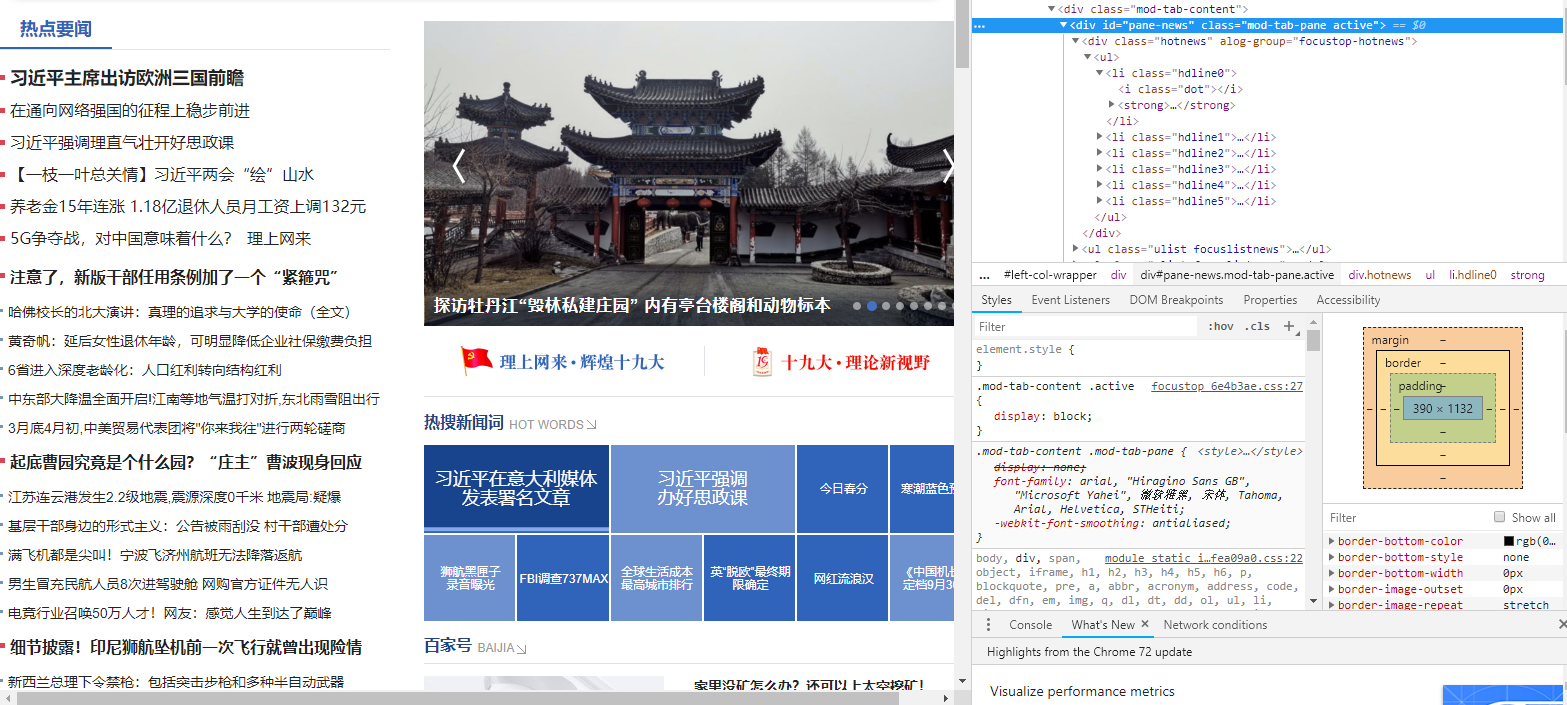 热点要闻
习近平主席出访欧洲三国前瞻
在通向网络强国的征程上稳步前进
习近平强调理直气壮开好思政课
【一枝一叶总关情】习近平两会“绘”山水
养老金15年连涨 1.18亿退休人员月工资上调132元
5G争夺战，对中国意味着什么？ 理上网来
注意了，新版干部任用条例加了一个“紧箍咒”
哈佛校长的北大演讲：真理的追求与大学的使命（全文）
黄奇帆：延后女性退休年龄，可明显降低企业社保缴费负担
6省进入深度老龄化：人口红利转向结构红利
中东部大降温全面开启!江南等地气温打对折,东北雨雪阻出行
3月底4月初,中美贸易代表团将"你来我往"进行两轮磋商
起底曹园究竟是个什么园？“庄主”曹波现身回应
江苏连云港发生2.2级地震,震源深度0千米 地震局:疑爆
基层干部身边的形式主义：公告被雨刮没 村干部遭处分
满飞机都是尖叫！宁波飞济州航班无法降落返航
男生冒充民航人员8次进驾驶舱 网购官方证件无人识
电竞行业召唤50万人才！网友：感觉人生到达了巅峰
细节披露！印尼狮航坠机前一次飞行就曾出现险情
新西兰总理下令禁枪：包括突击步枪和多种半自动武器
探访牡丹江“毁林私建庄园” 内有亭台楼阁和动物标本
理上网来·辉煌十九大
十九大·理论新视野
热搜新闻词 HOT WORDS
习近平在意大利媒体
发表署名文章
习近平强调
办好思政课
今日春分
寒潮蓝色预
狮航黑匣子
录音曝光
FBI调查737MAX
全球生活成本
最高城市排行
英"脱欧"最终期
限确定
网红流浪汉
《中国机长
定档9月30
百家号 BAIJIA
家里没矿怎么办？还可以上太空挖矿！
<div class="mod-tab-content">
<div id="pane-news" class="mod-tab-pane active"> == $0
<div class="hotnews" alog-group="focustop-hotnews">
<ul>
<li class="hdline0">
<i class="dot"></i>
<strong>…</strong>
</li>
<li class="hdline1">…</li>
<li class="hdline2">…</li>
<li class="hdline3">…</li>
<li class="hdline4">…</li>
<li class="hdline5">…</li>
</ul>
</div>
<ul class="ulist focuslistnews">…</ul>
... #left-col-wrapper div div#pane-news.mod-tab-pane.active div.hotnews ul li.hdline0 strong
Styles Event Listeners DOM Breakpoints Properties Accessibility
Filter :hov .cls +
element.style {
}
.mod-tab-content .active focustop_6e4b3ae.css:27
{
display: block;
}
.mod-tab-content .mod-tab-pane { <style>…</style>
display: none;
font-family: arial, "Hiragino Sans GB",
"Microsoft Yahei", 微软雅黑, 宋体, Tahoma,
Arial, Helvetica, STHeiti;
-webkit-font-smoothing: antialiased;
}
body, div, span, module_static_i…fea09a0.css:22
object, iframe, h1, h2, h3, h4, h5, h6, p,
blockquote, pre, a, abbr, acronym, address, code,
del, dfn, em, img, q, dl, dt, dd, ol, ul, li,
margin –
border –
padding –
390 × 1132
Filter Show all
border-bottom-color rgb(0…
border-bottom-style none
border-bottom-width 0px
border-image-outset 0px
border-image-repeat stretch
Console What's New × Network conditions
Highlights from the Chrome 72 update
Visualize performance metrics